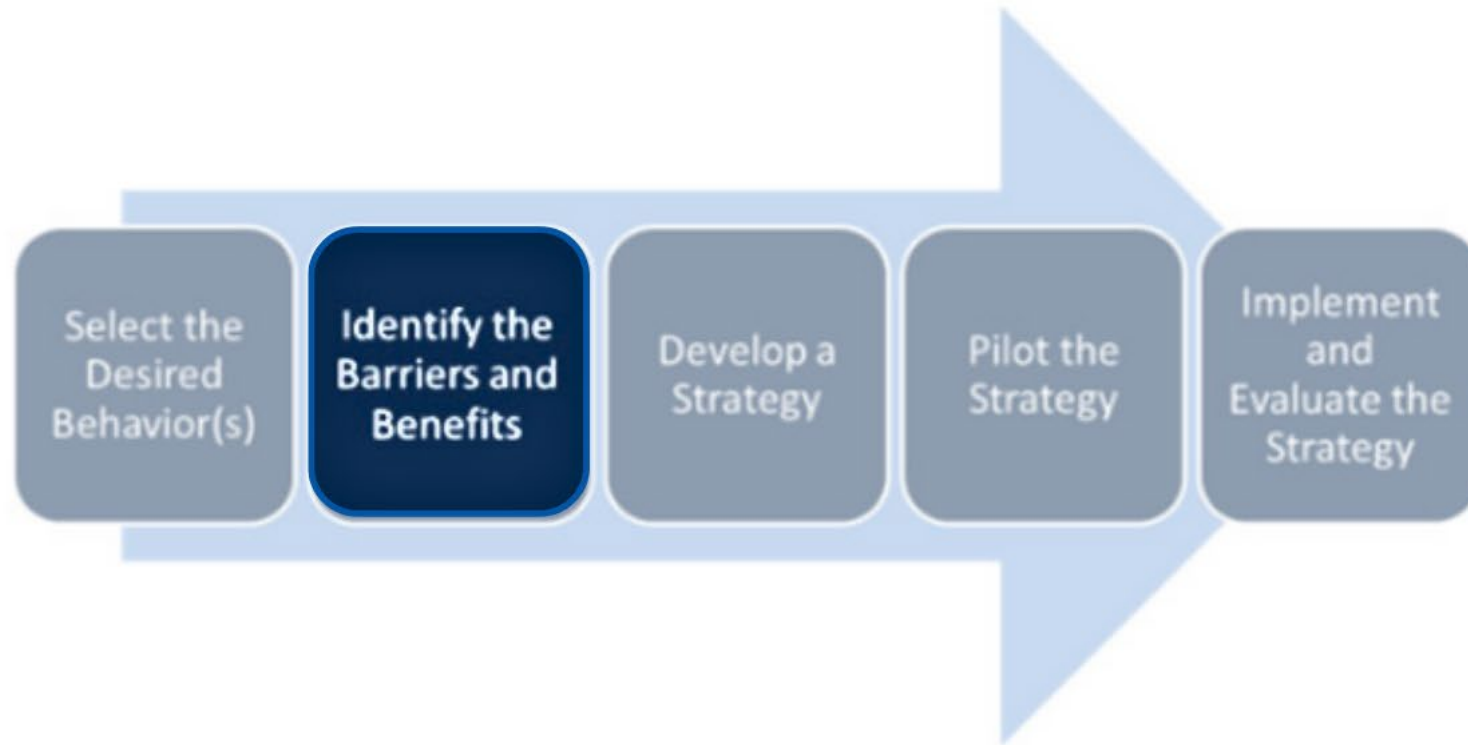 Select the
Desired
Behavior(s)
Identify the
Barriers and
Benefits
Develop a
Strategy
Pilot the
Strategy
Implement
and
Evaluate the
Strategy